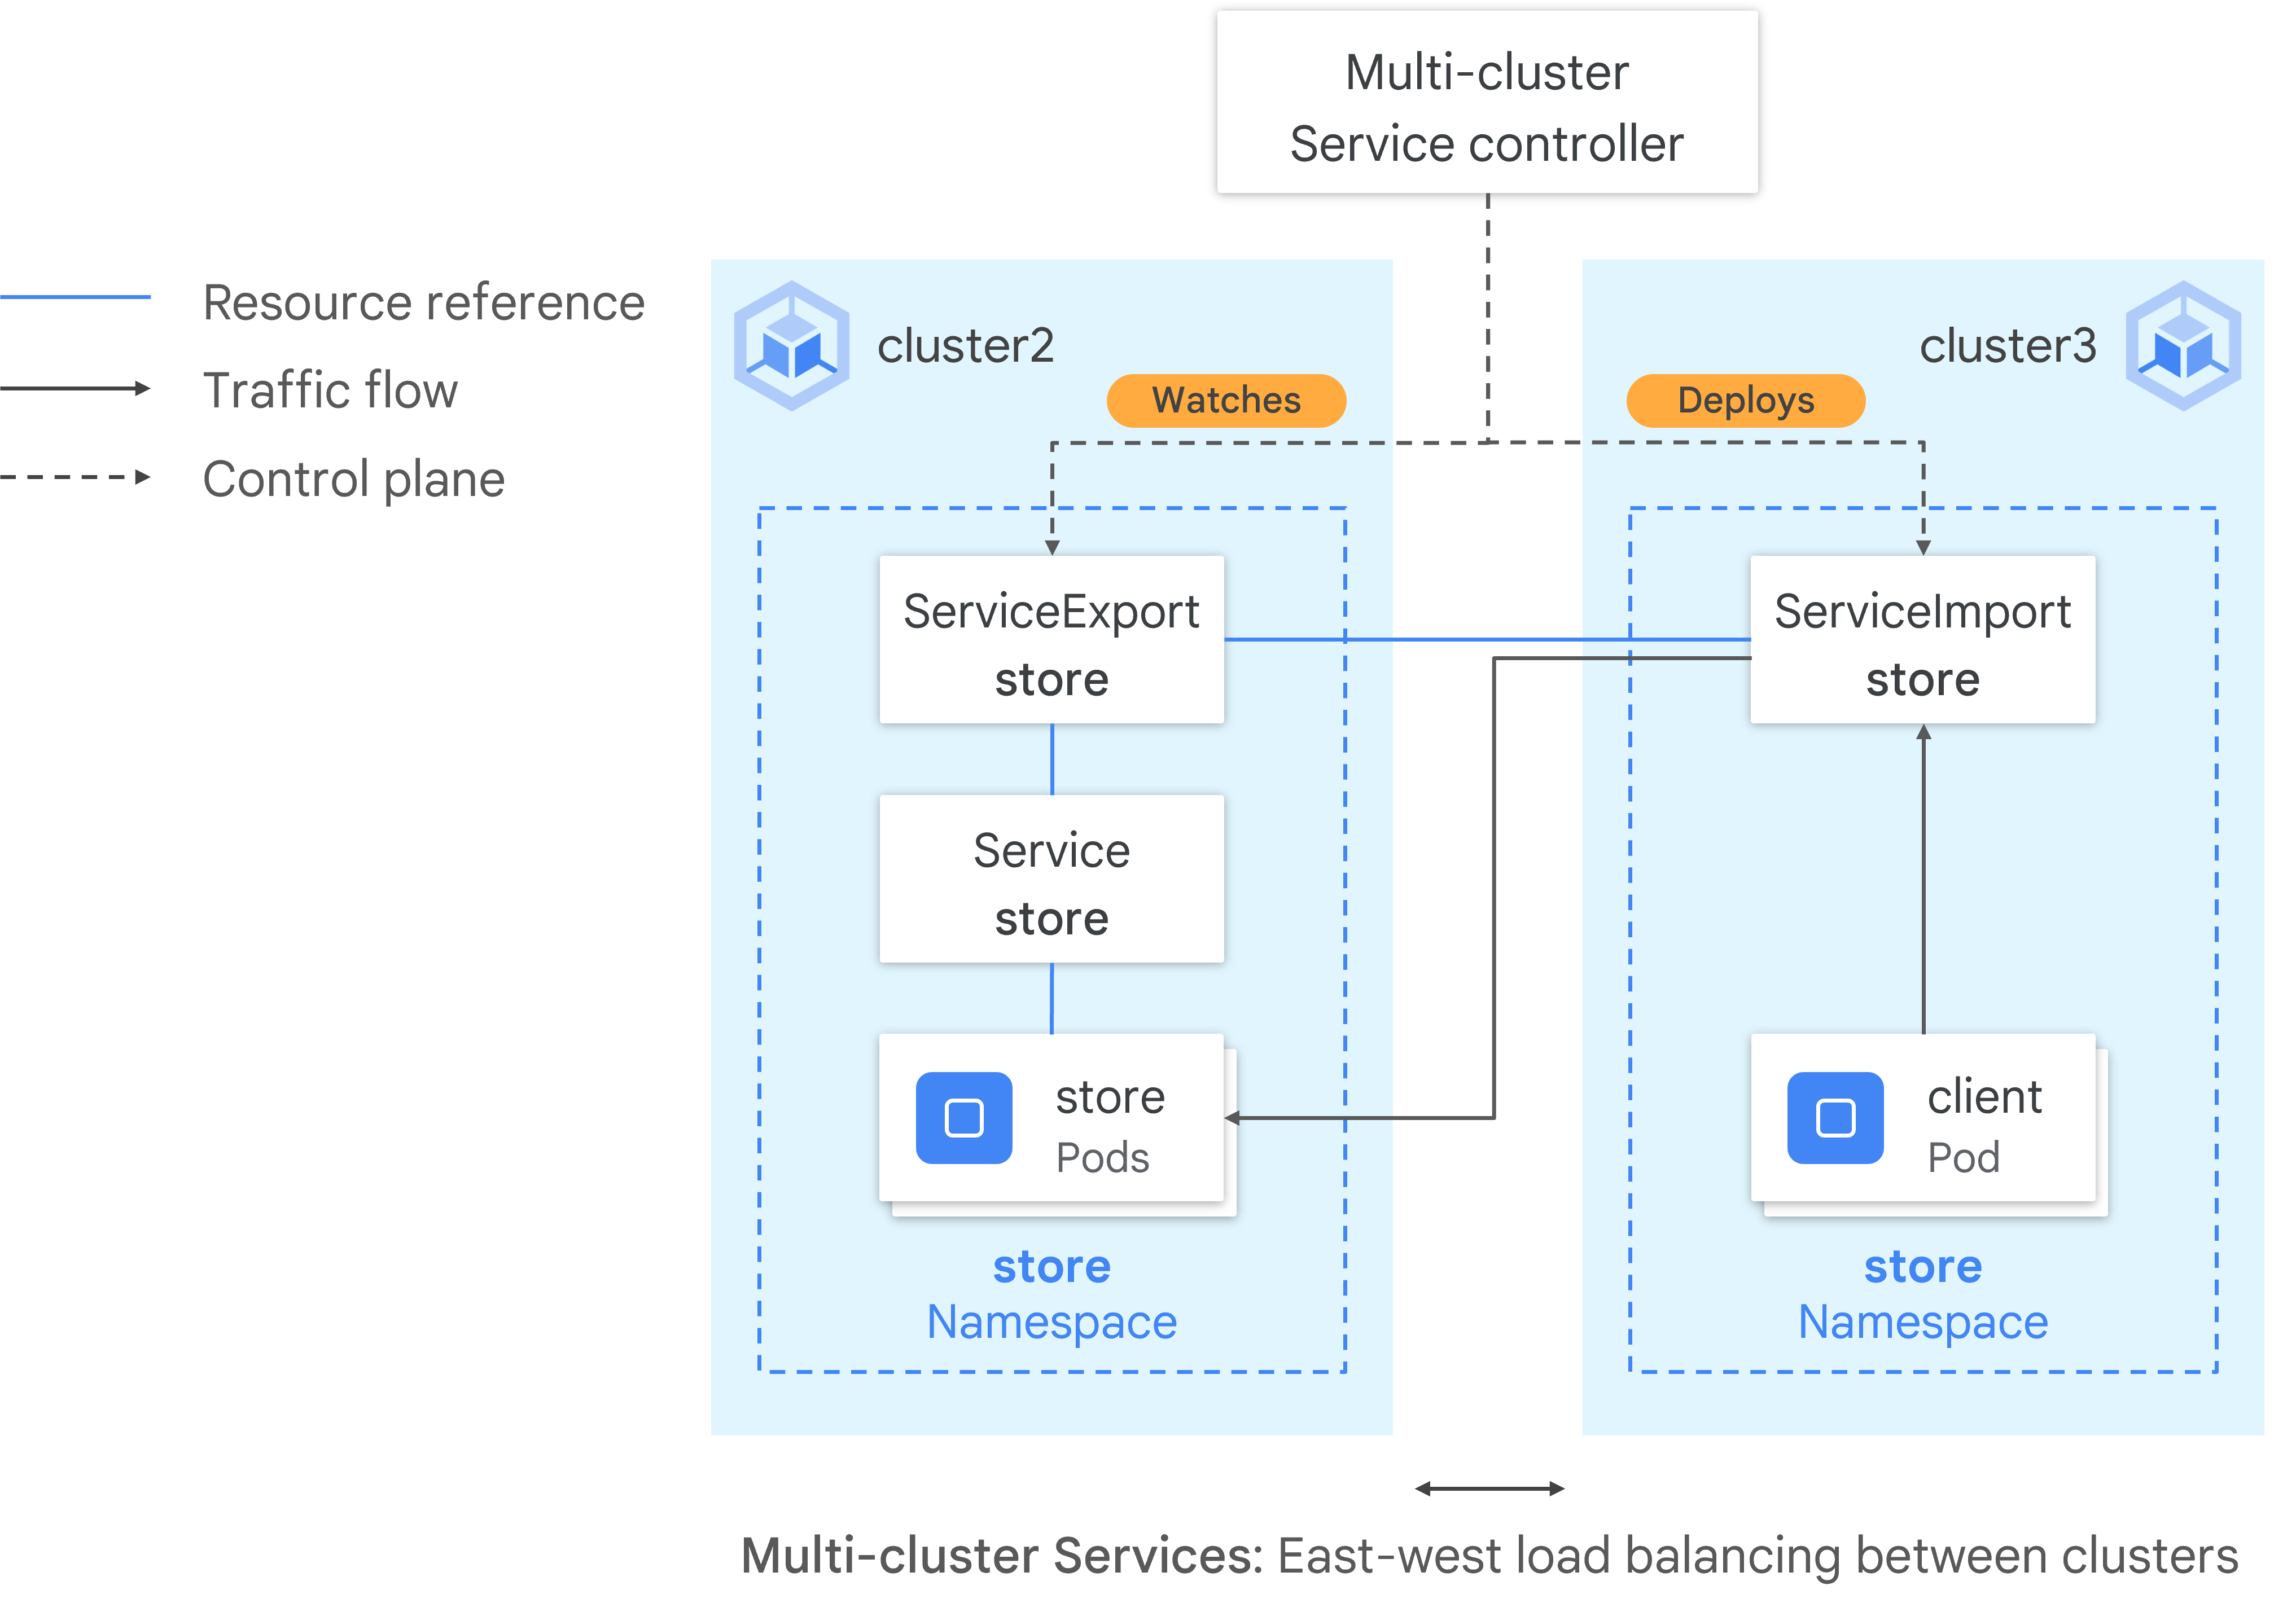 Multi-cluster
Service controller
Resource reference
Traffic flow
Control plane
cluster2
Watches
cluster3
Deploys
ServiceExport
store
ServiceImport
store
Service
store
store
Pods
client
Pod
store
Namespace
store
Namespace
Multi-cluster Services: East-west load balancing between clusters